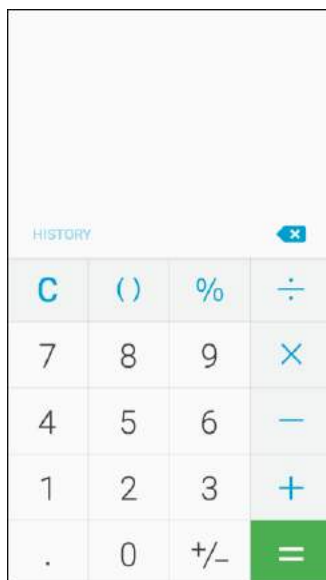 HISTORY
C ( ) % ÷
7 8 9 ×
4 5 6 −
1 2 3 +
. 0 +/− =